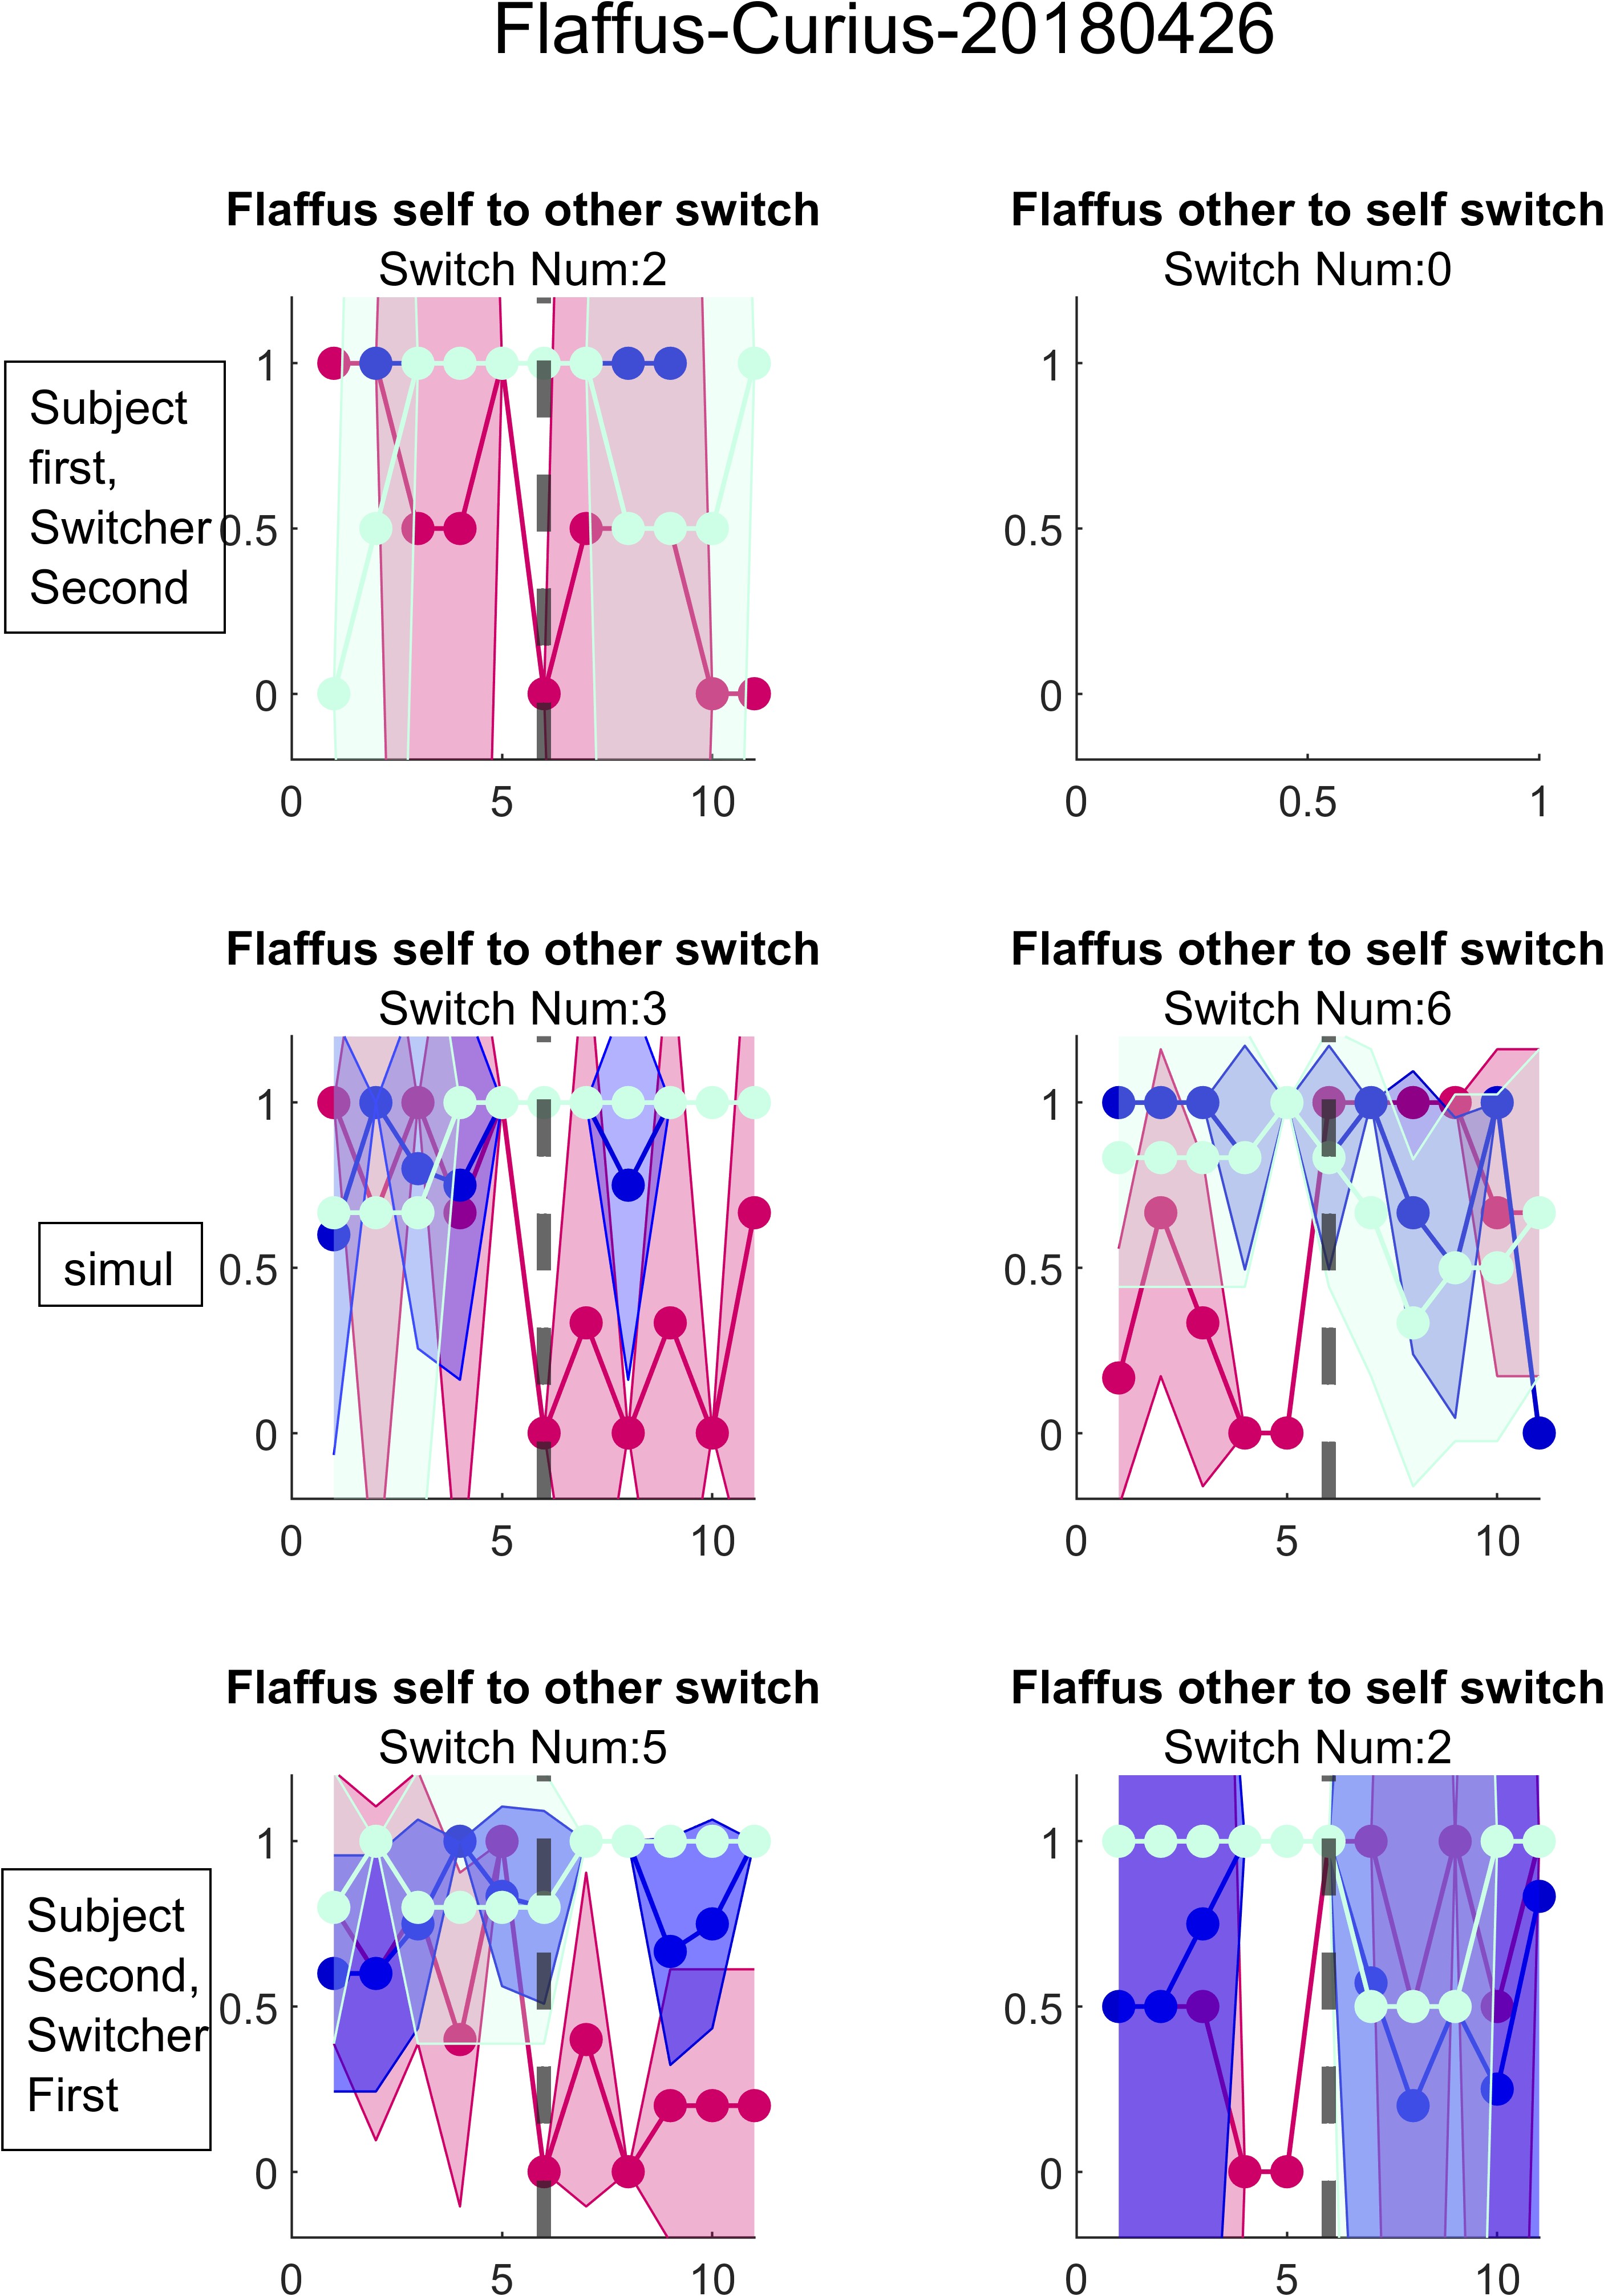 Flaffus-Curius-20180426
Flaffus self to other switch
Switch Num:2
Flaffus other to self switch
Switch Num:0
Subject
first,
Switcher
Second
1
0.5
0
0 5 10
1
0.5
0
0 0.5 1
Flaffus self to other switch
Switch Num:3
Flaffus other to self switch
Switch Num:6
simul
1
0.5
0
0 5 10
1
0.5
0
0 5 10
Flaffus self to other switch
Switch Num:5
Flaffus other to self switch
Switch Num:2
Subject
Second,
Switcher
First
1
0.5
0
0 5 10
1
0.5
0
0 5 10